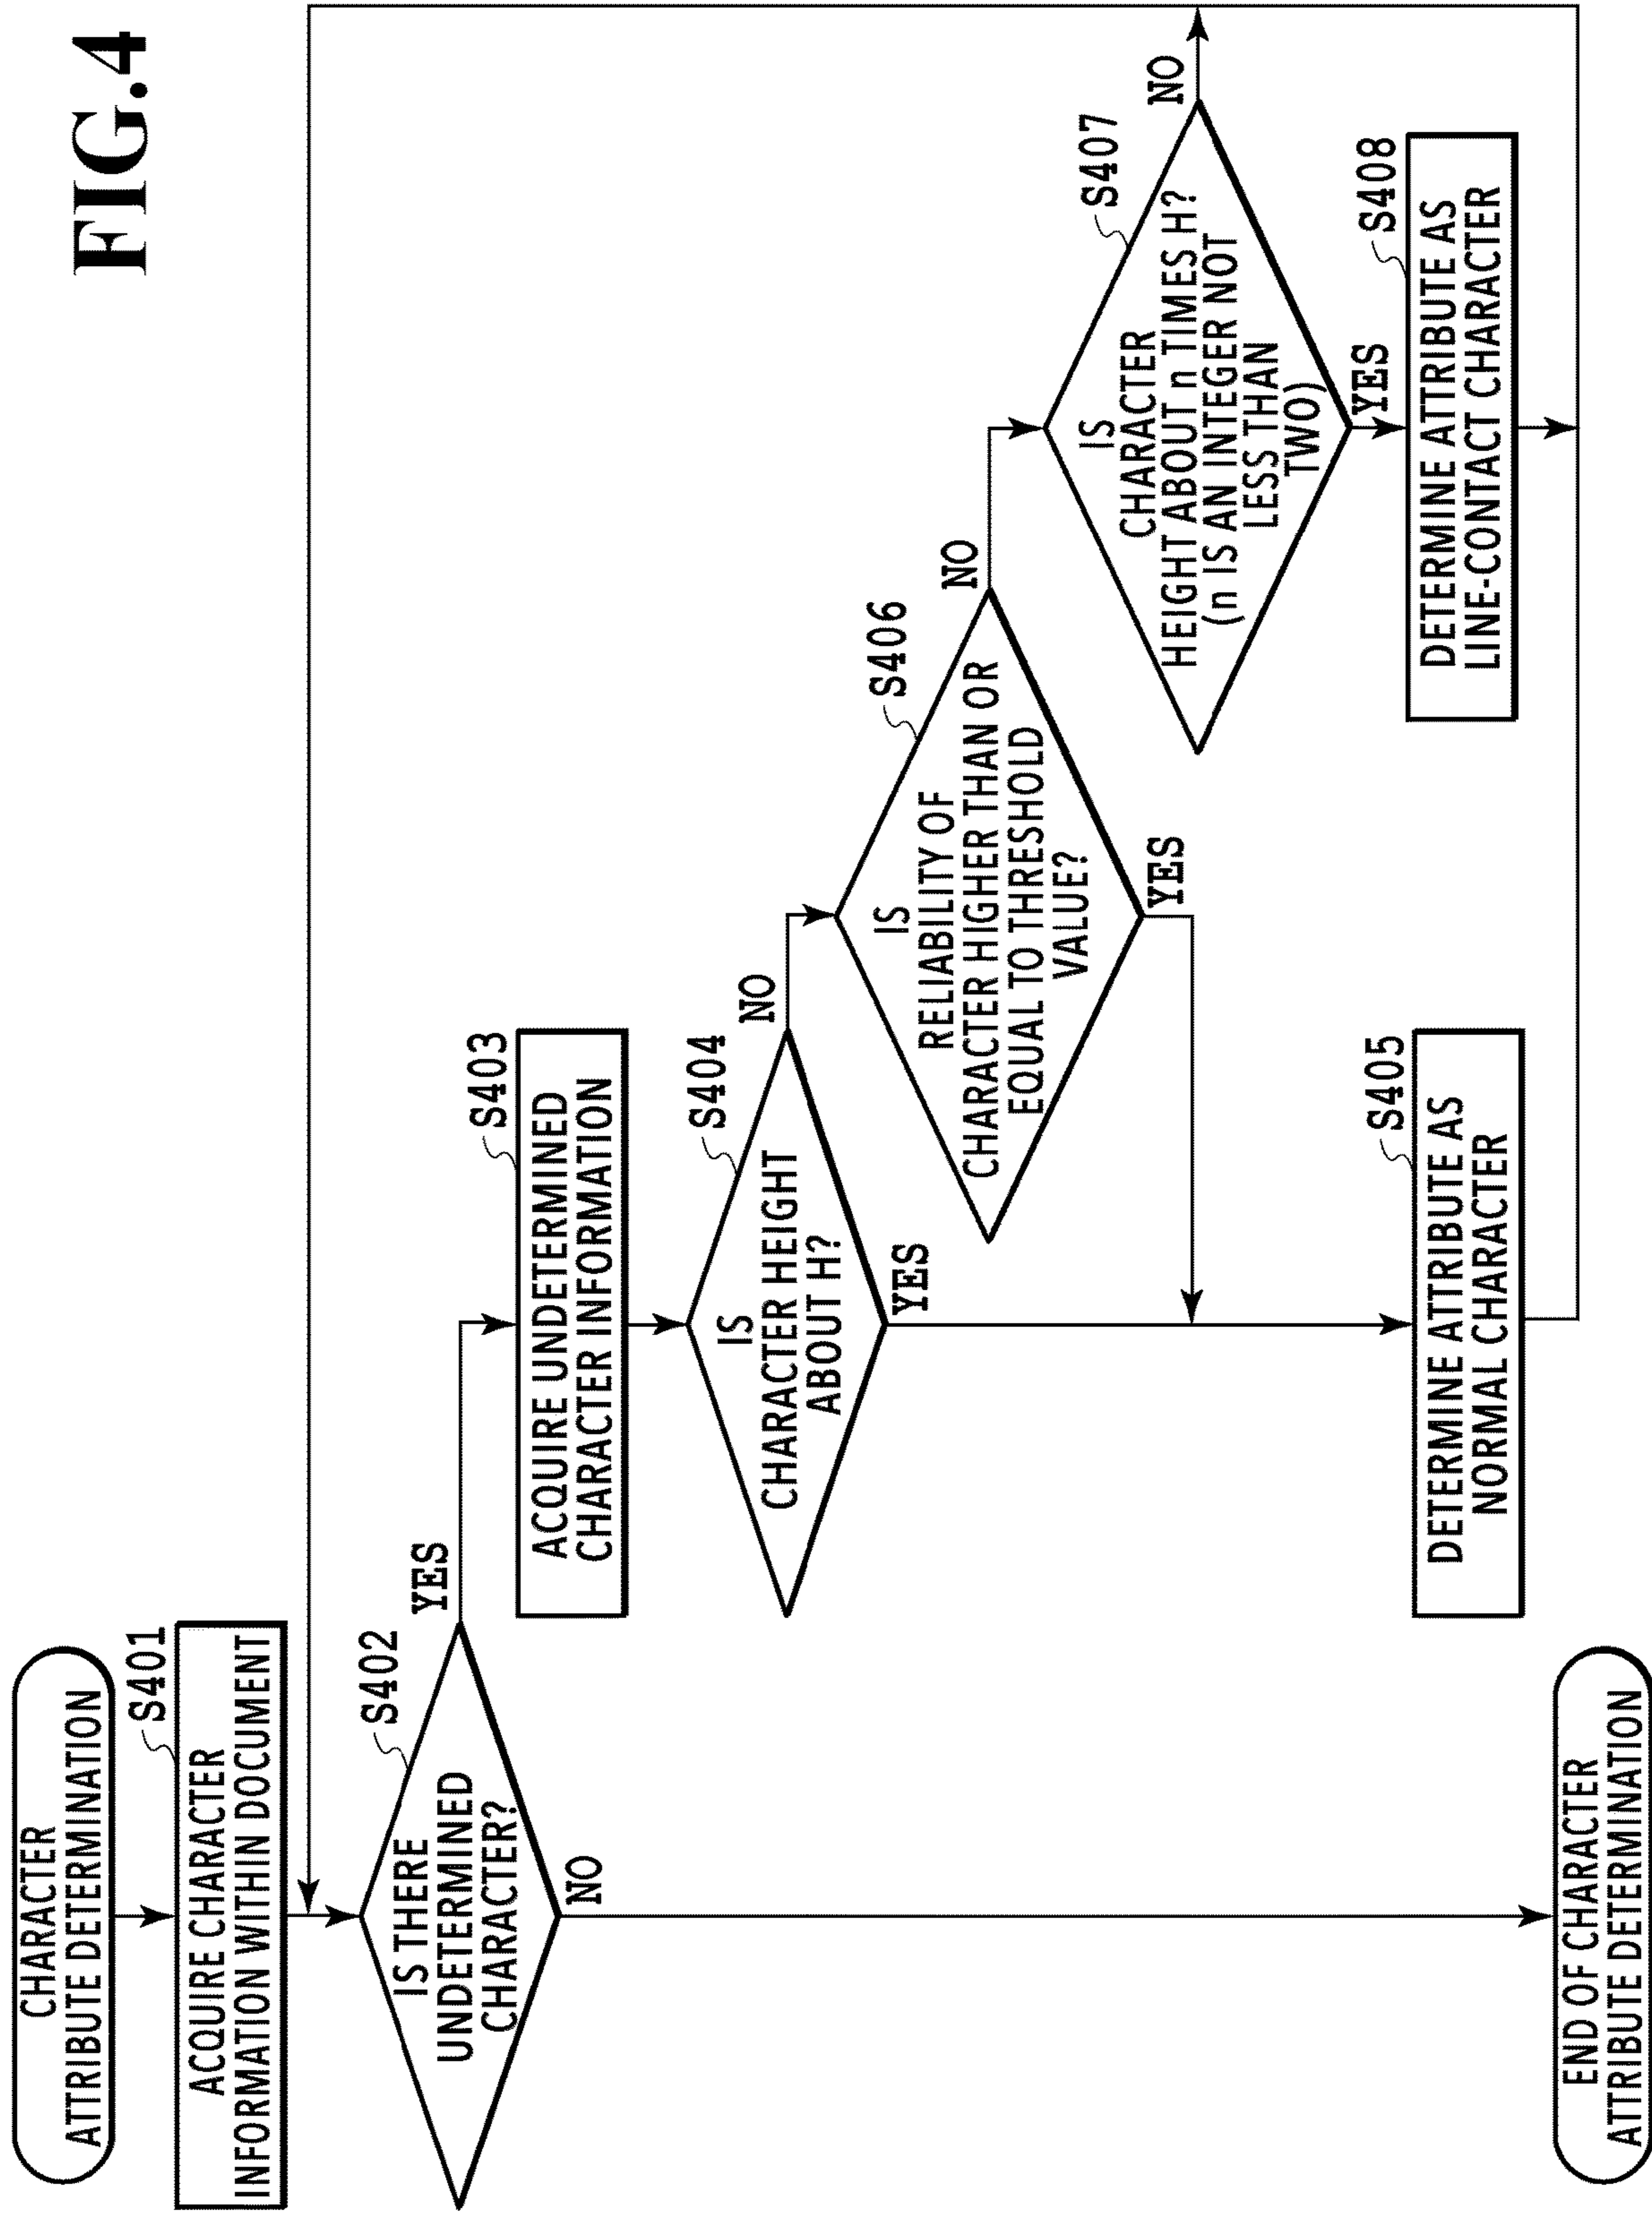 FIG.4
CHARACTER
ATTRIBUTE DETERMINATION
S401
ACQUIRE CHARACTER
INFORMATION WITHIN DOCUMENT
S402
IS THERE
UNDETERMINED
CHARACTER?
YES
NO
S403
ACQUIRE UNDETERMINED
CHARACTER INFORMATION
S404
IS
CHARACTER HEIGHT
ABOUT H?
NO
YES
S406
IS
RELIABILITY OF
CHARACTER HIGHER THAN OR
EQUAL TO THRESHOLD
VALUE?
NO
YES
S407
IS
CHARACTER
HEIGHT ABOUT n TIMES H?
(n IS AN INTEGER NOT
LESS THAN
TWO)
NO
YES
S405
DETERMINE ATTRIBUTE AS
NORMAL CHARACTER
S408
DETERMINE ATTRIBUTE AS
LINE-CONTACT CHARACTER
END OF CHARACTER
ATTRIBUTE DETERMINATION